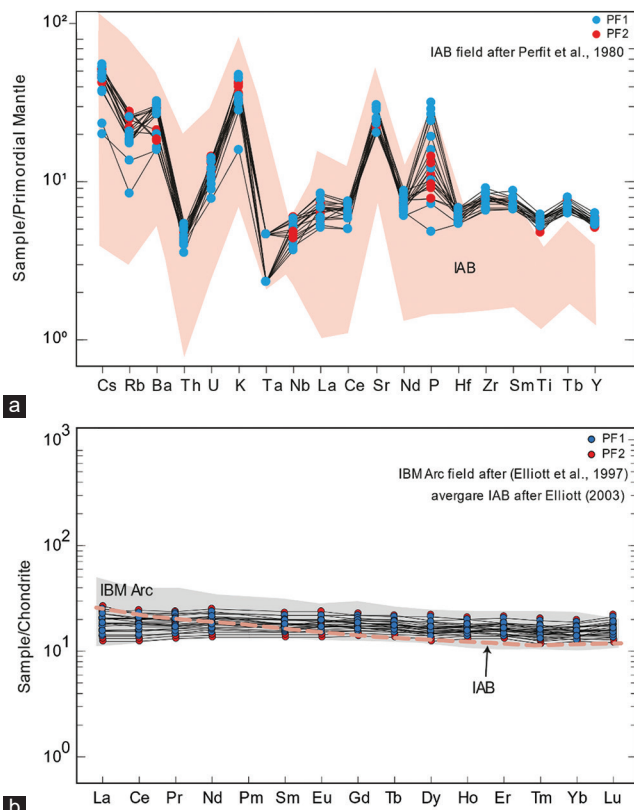 10²
PF1
PF2
IAB field after Perfit et al., 1980
Sample/Primordial Mantle
10¹
IAB
10⁰
Cs Rb Ba Th U K Ta Nb La Ce Sr Nd P Hf Zr Sm Ti Tb Y
a
10³
PF1
PF2
IBM Arc field after (Elliott et al., 1997)
avergare IAB after Elliott (2003)
10²
Sample/Chondrite
IBM Arc
10¹
IAB
10⁰
La Ce Pr Nd Pm Sm Eu Gd Tb Dy Ho Er Tm Yb Lu
b